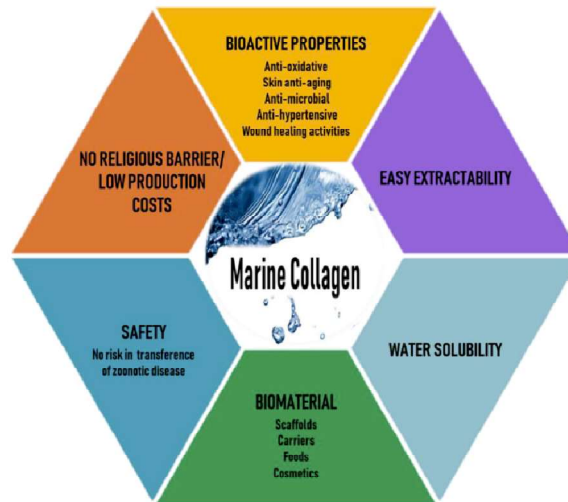 BIOACTIVE PROPERTIES
Anti-oxidative
Skin anti-aging
Anti-microbial
Anti-hypertensive
Wound healing activities
NO RELIGIOUS BARRIER/
LOW PRODUCTION
COSTS
EASY EXTRACTABILITY
Marine Collagen
SAFETY
No risk in transference
of zoonotic disease
WATER SOLUBILITY
BIOMATERIAL
Scaffolds
Carriers
Foods
Cosmetics